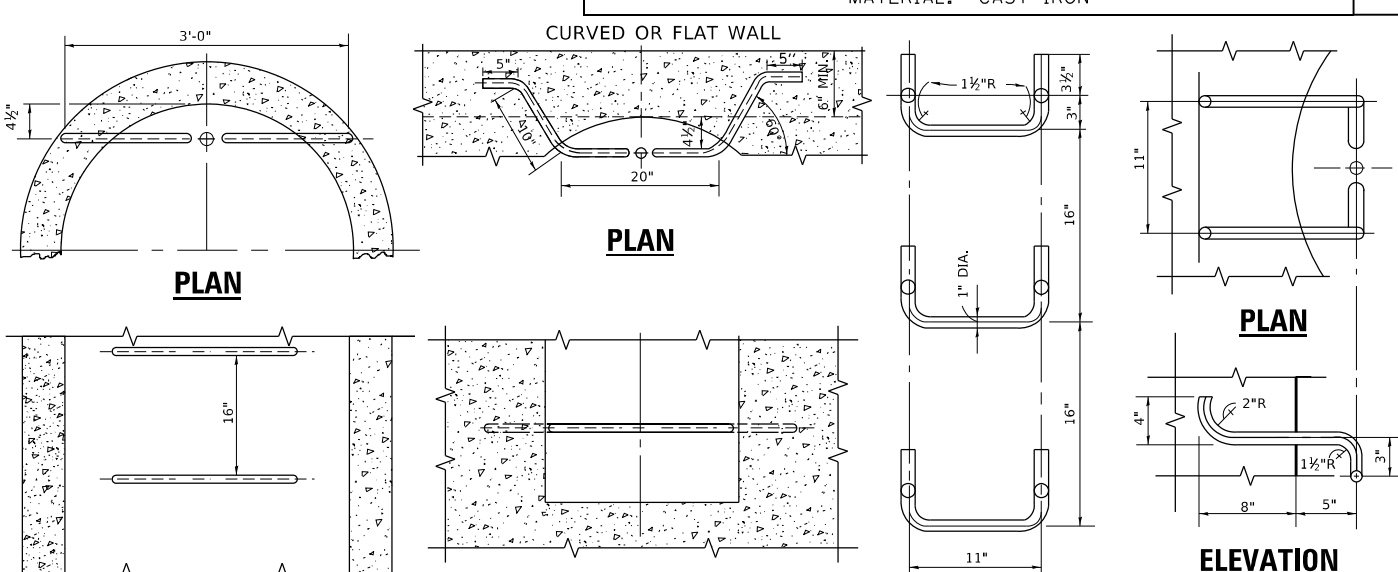 MATERIAL: CAST IRON
3'-0"
4½"
PLAN
16"
CURVED OR FLAT WALL
5"
5"
6" MIN.
10"
4½"
60°
20"
PLAN
1½"R
3½"
3"
16"
1" DIA.
16"
11"
11"
PLAN
4"
2"R
1½"R
3"
8"
5"
ELEVATION